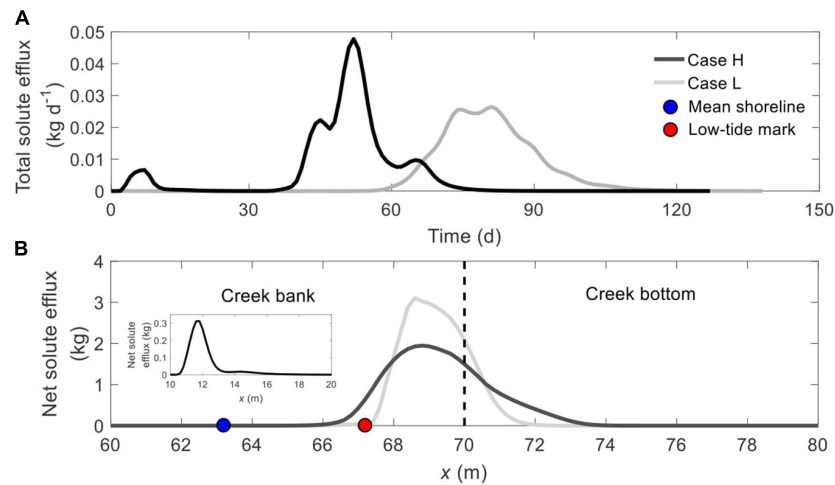 A
Total solute efflux
(kg d-1)
0.05
0.04
0.03
0.02
0.01
0
Case H
Case L
Mean shoreline
Low-tide mark
0 30 60 90 120 150
Time (d)
B
Net solute efflux
(kg)
4
3
2
1
0
Creek bank
Creek bottom
Net solute
efflux (kg)
0.3
0.2
0.1
0
10 12 14 16 18 20
x (m)
60 62 64 66 68 70 72 74 76 78 80
x (m)